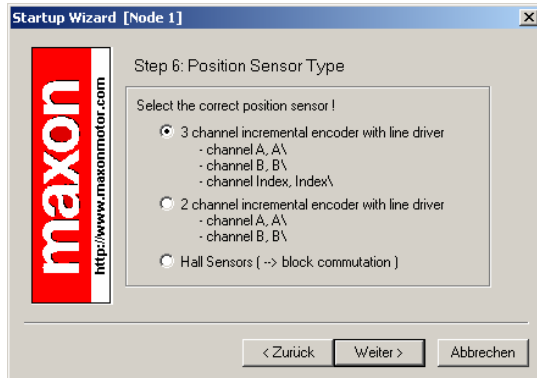 Startup Wizard [Node 1]
maxon
http://www.maxonmotor.com
Step 6: Position Sensor Type
Select the correct position sensor !
3 channel incremental encoder with line driver
- channel A, A\
- channel B, B\
- channel Index, Index\
2 channel incremental encoder with line driver
- channel A, A\
- channel B, B\
Hall Sensors ( --> block commutation )
< Zurück
Weiter >
Abbrechen